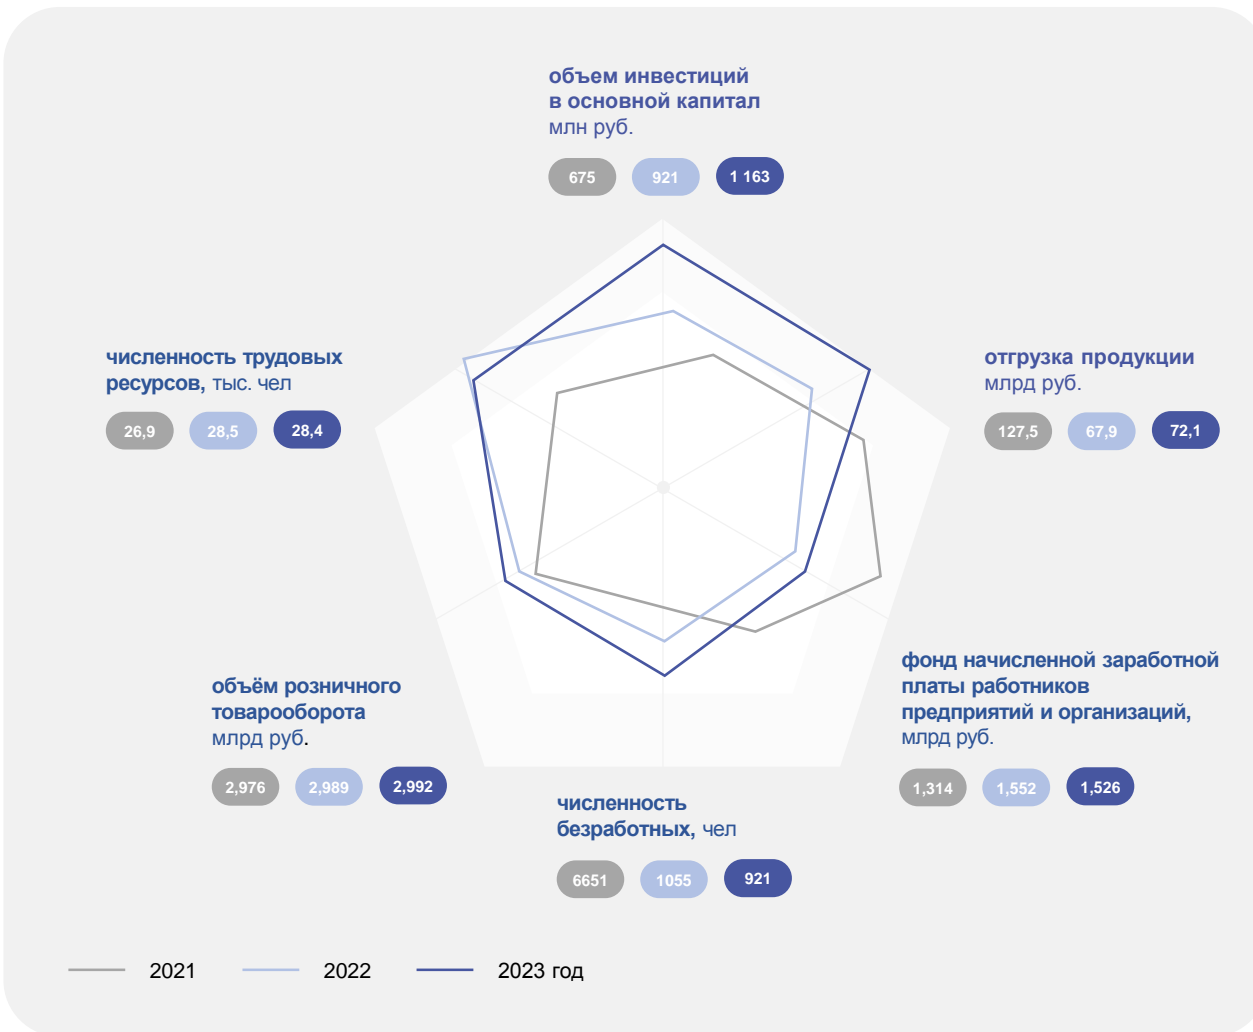 объем инвестиций
в основной капитал
млн руб.
675 921 1 163
численность трудовых
ресурсов, тыс. чел
26,9 28,5 28,4
отгрузка продукции
млрд руб.
127,5 67,9 72,1
объём розничного
товарооборота
млрд руб.
2,976 2,989 2,992
фонд начисленной заработной
платы работников
предприятий и организаций,
млрд руб.
1,314 1,552 1,526
численность
безработных, чел
6651 1055 921
2021 2022 2023 год